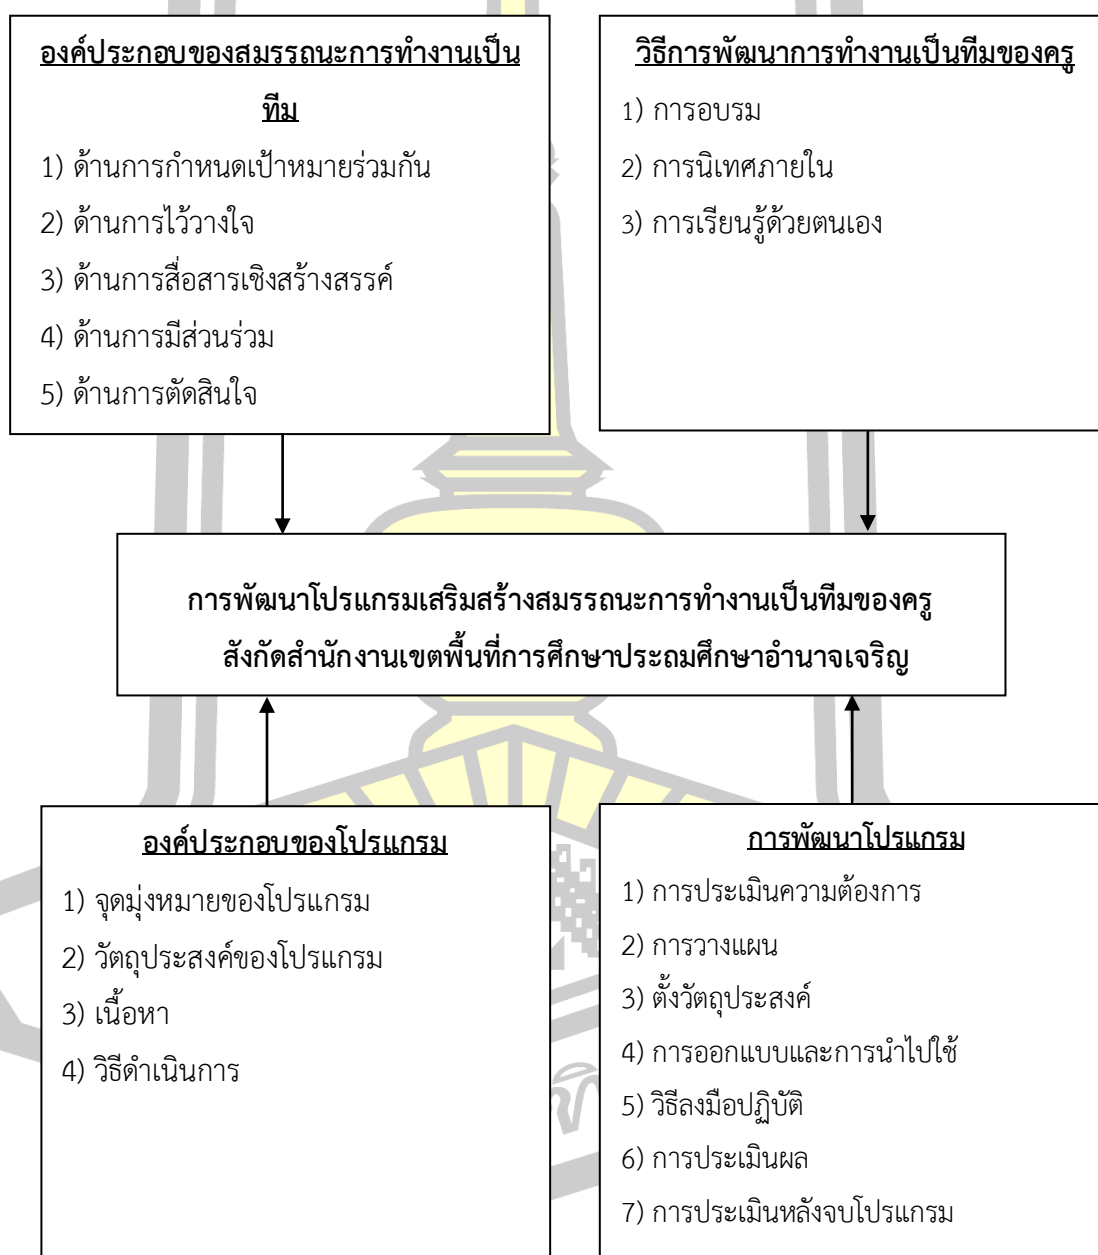 องค์ประกอบของสมรรถนะการทำงานเป็น
ทีม
1) ด้านการกำหนดเป้าหมายร่วมกัน
2) ด้านการไว้วางใจ
3) ด้านการสื่อสารเชิงสร้างสรรค์
4) ด้านการมีส่วนร่วม
5) ด้านการตัดสินใจ
วิธีการพัฒนาการทำงานเป็นทีมของครู
1) การอบรม
2) การนิเทศภายใน
3) การเรียนรู้ด้วยตนเอง
การพัฒนาโปรแกรมเสริมสร้างสมรรถนะการทำงานเป็นทีมของครู
สังกัดสำนักงานเขตพื้นที่การศึกษาประถมศึกษาอำนาจเจริญ
องค์ประกอบของโปรแกรม
1) จุดมุ่งหมายของโปรแกรม
2) วัตถุประสงค์ของโปรแกรม
3) เนื้อหา
4) วิธีดำเนินการ
การพัฒนาโปรแกรม
1) การประเมินความต้องการ
2) การวางแผน
3) ตั้งวัตถุประสงค์
4) การออกแบบและการนำไปใช้
5) วิธีลงมือปฏิบัติ
6) การประเมินผล
7) การประเมินหลังจบโปรแกรม